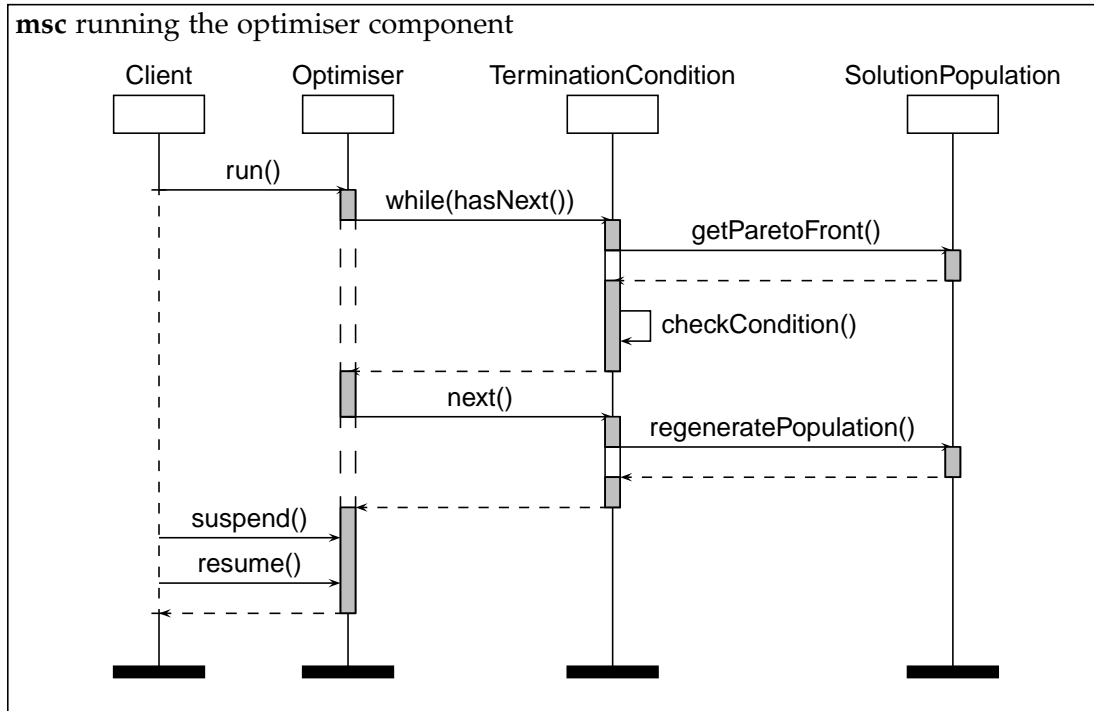 msc running the optimiser component
Client Optimiser TerminationCondition SolutionPopulation
run()
while(hasNext())
getParetoFront()
checkCondition()
next()
regeneratePopulation()
suspend()
resume()